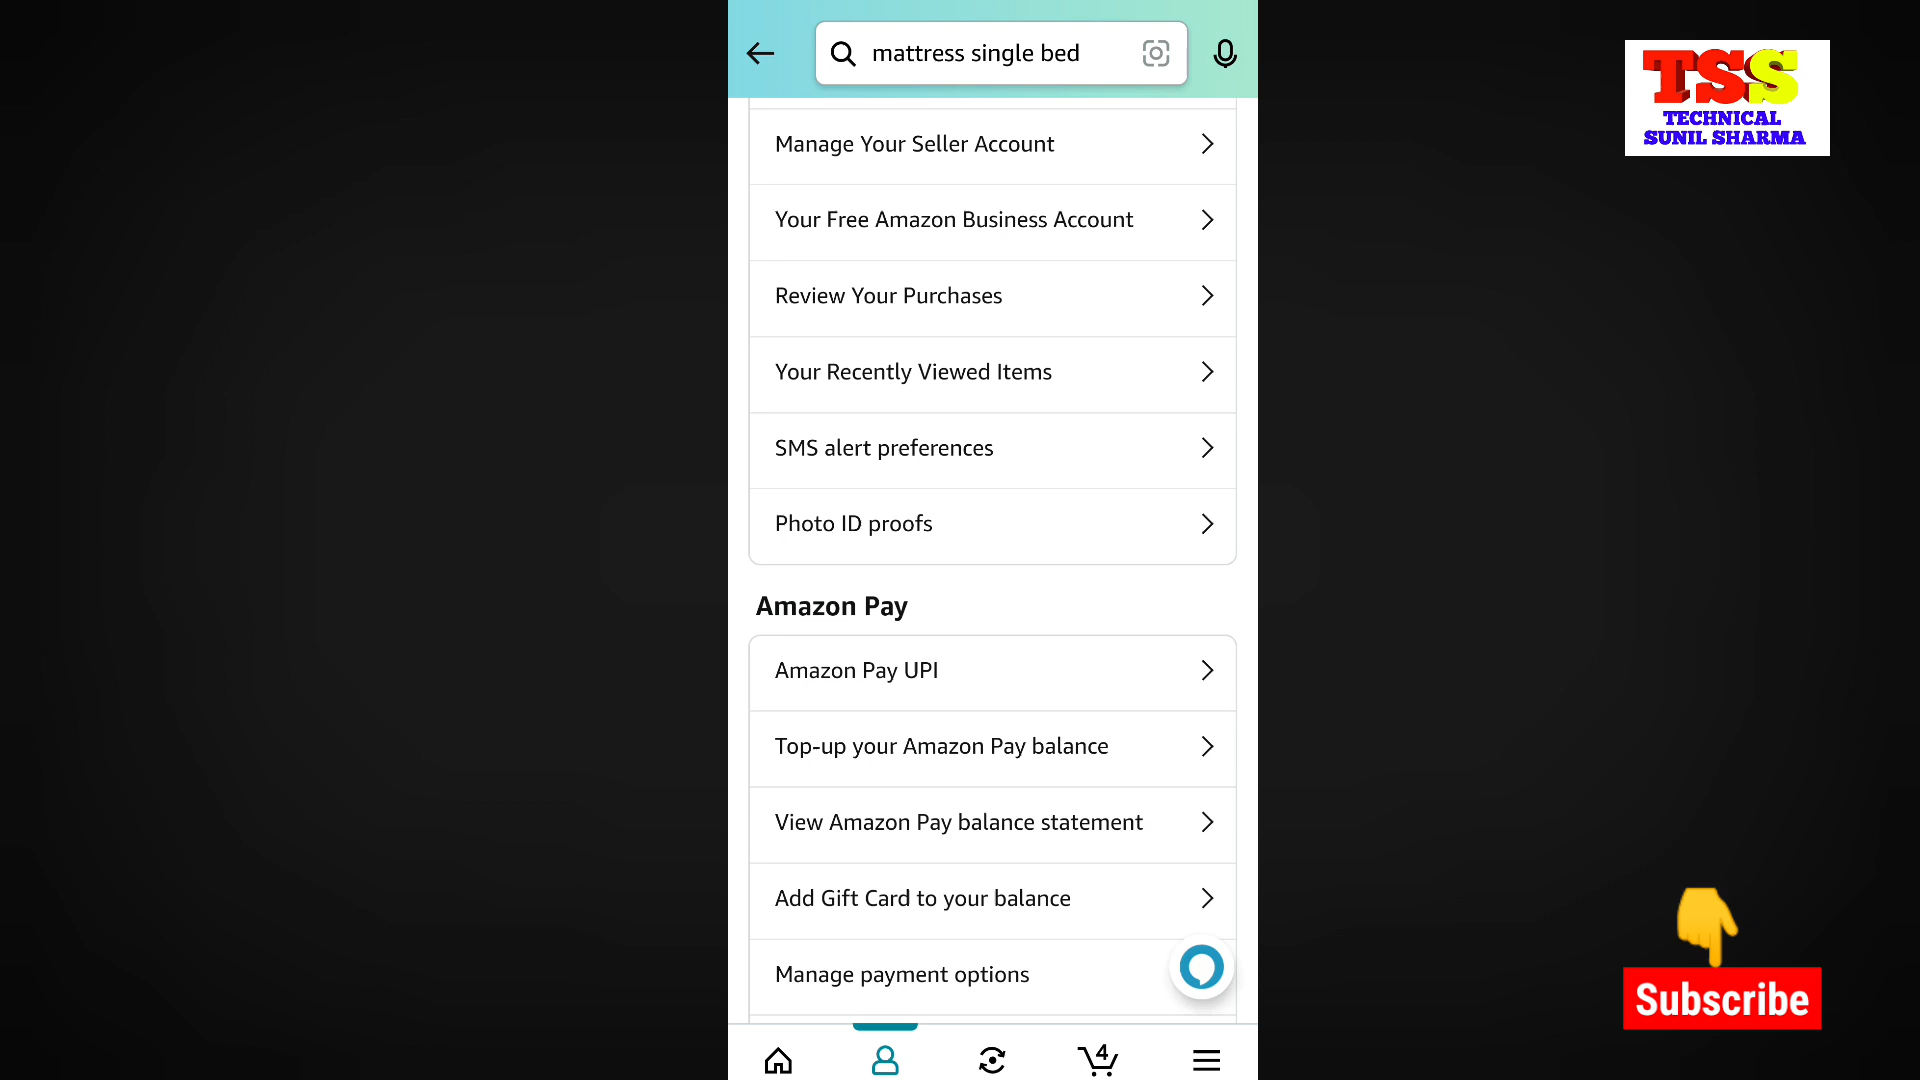 mattress single bed
TSS
TECHNICAL
SUNIL SHARMA
Manage Your Seller Account
Your Free Amazon Business Account
Review Your Purchases
Your Recently Viewed Items
SMS alert preferences
Photo ID proofs
Amazon Pay
Amazon Pay UPI
Top-up your Amazon Pay balance
View Amazon Pay balance statement
Add Gift Card to your balance
Manage payment options
Subscribe
4